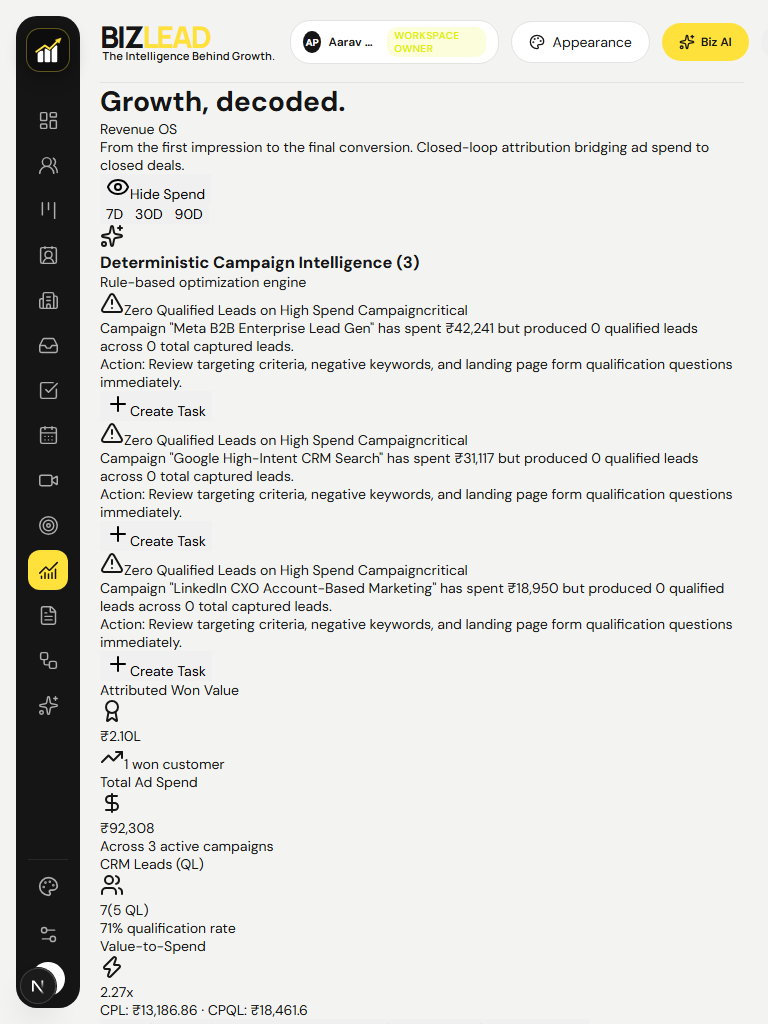 BIZLEAD
The Intelligence Behind Growth.
AP Aarav ...
WORKSPACE
OWNER
Appearance
Biz AI
Growth, decoded.
Revenue OS
From the first impression to the final conversion. Closed-loop attribution bridging ad spend to
closed deals.
Hide Spend
7D 30D 90D
Deterministic Campaign Intelligence (3)
Rule-based optimization engine
Zero Qualified Leads on High Spend Campaigncritical
Campaign "Meta B2B Enterprise Lead Gen" has spent ₹42,241 but produced 0 qualified leads
across 0 total captured leads.
Action: Review targeting criteria, negative keywords, and landing page form qualification questions
immediately.
Create Task
Zero Qualified Leads on High Spend Campaigncritical
Campaign "Google High-Intent CRM Search" has spent ₹31,117 but produced 0 qualified leads
across 0 total captured leads.
Action: Review targeting criteria, negative keywords, and landing page form qualification questions
immediately.
Create Task
Zero Qualified Leads on High Spend Campaigncritical
Campaign "LinkedIn CXO Account-Based Marketing" has spent ₹18,950 but produced 0 qualified
leads across 0 total captured leads.
Action: Review targeting criteria, negative keywords, and landing page form qualification questions
immediately.
Create Task
Attributed Won Value
₹2.10L
1 won customer
Total Ad Spend
₹92,308
Across 3 active campaigns
CRM Leads (QL)
7(5 QL)
71% qualification rate
Value-to-Spend
2.27x
CPL: ₹13,186.86 · CPQL: ₹18,461.6
N